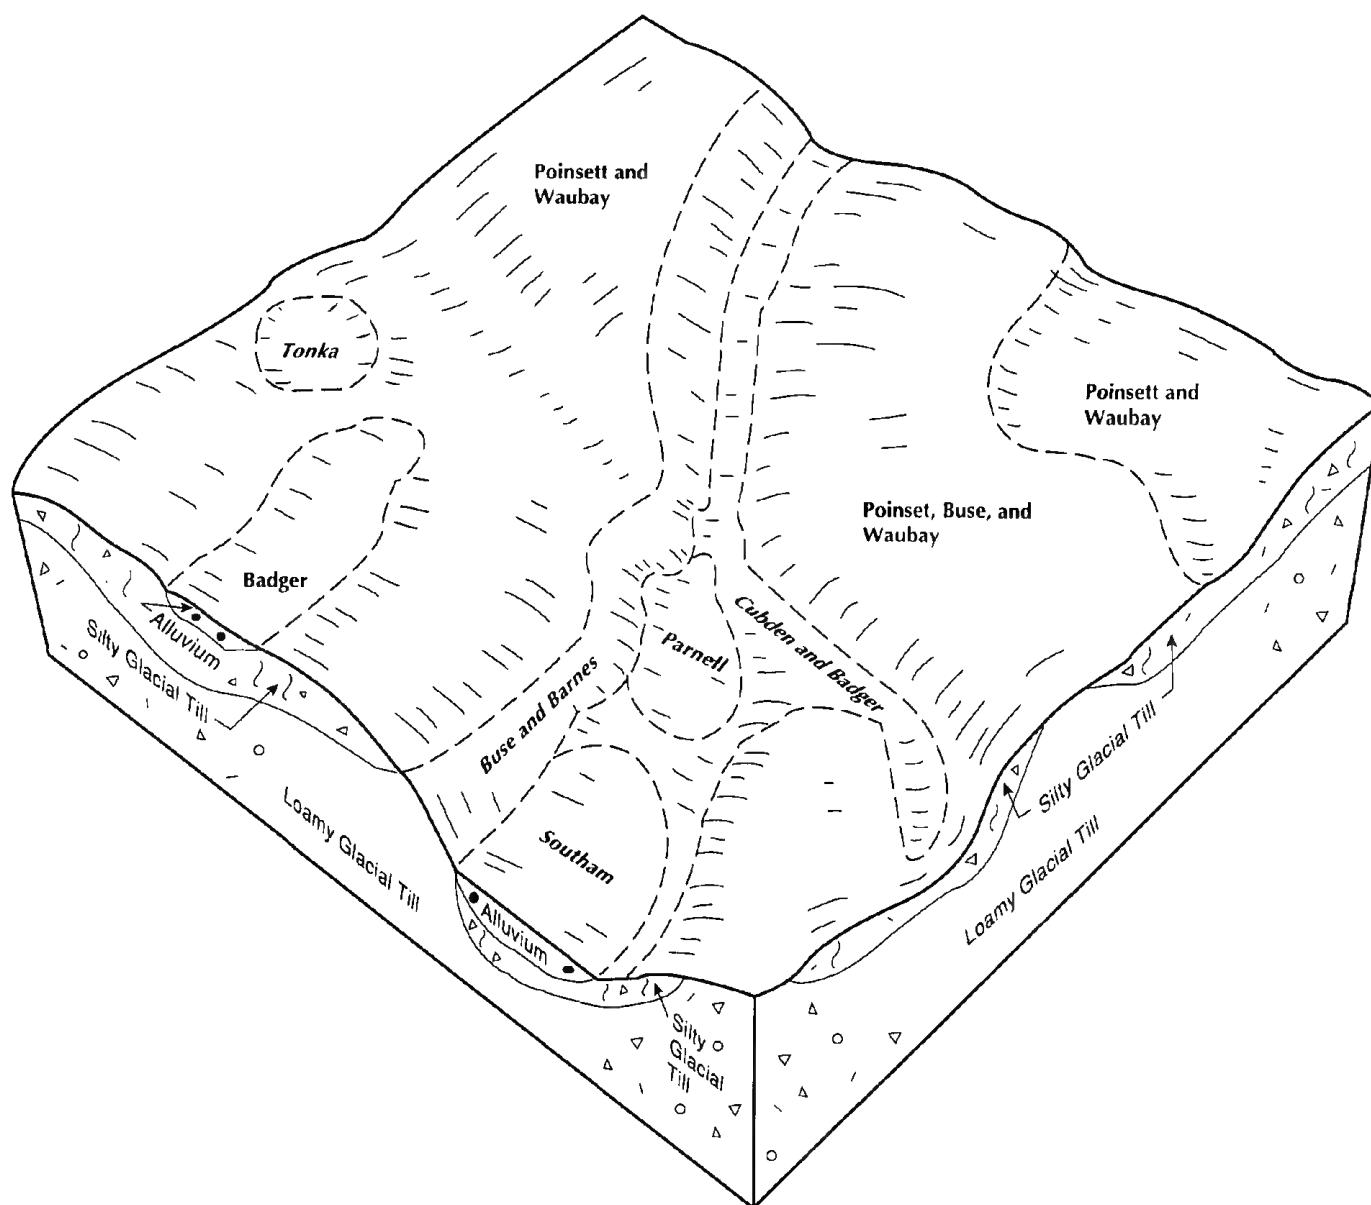 Poinsett and
Waubay
Tonka
Poinsett and
Waubay
Poinset, Buse, and
Waubay
Badger
Alluvium
Silty Glacial Till
Loamy Glacial Till
Buse and Barnes
Parnell
Cubden and Badger
Southam
Alluvium
Silty
Glacial
Till
Silty Glacial Till
Loamy Glacial Till